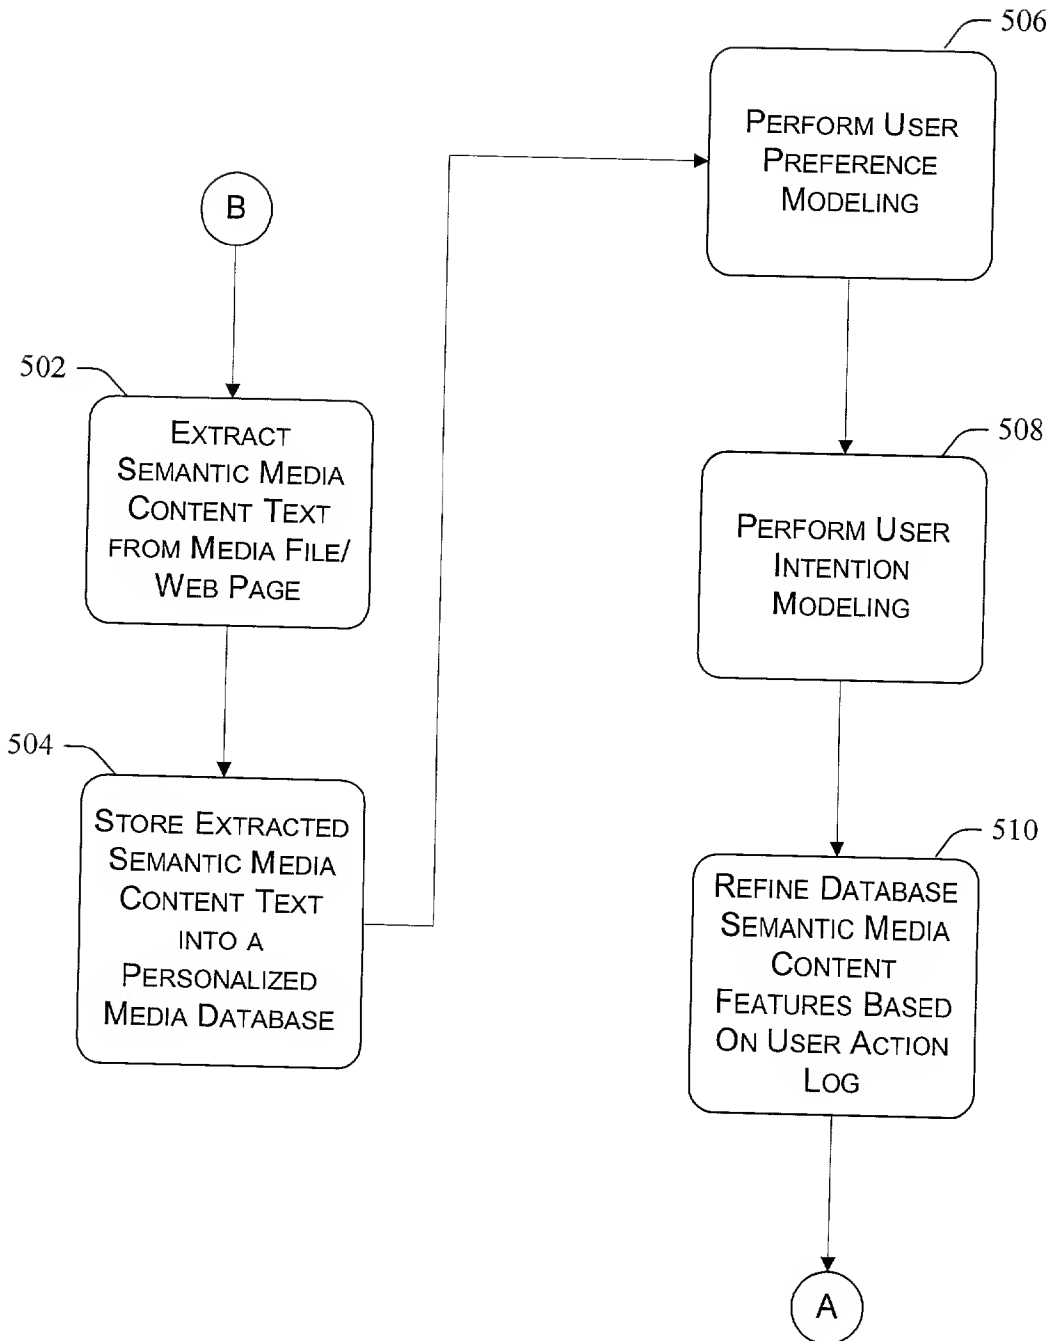 B
502
EXTRACT
SEMANTIC MEDIA
CONTENT TEXT
FROM MEDIA FILE/
WEB PAGE
504
STORE EXTRACTED
SEMANTIC MEDIA
CONTENT TEXT
INTO A
PERSONALIZED
MEDIA DATABASE
506
PERFORM USER
PREFERENCE
MODELING
508
PERFORM USER
INTENTION
MODELING
510
REFINE DATABASE
SEMANTIC MEDIA
CONTENT
FEATURES BASED
ON USER ACTION
LOG
A